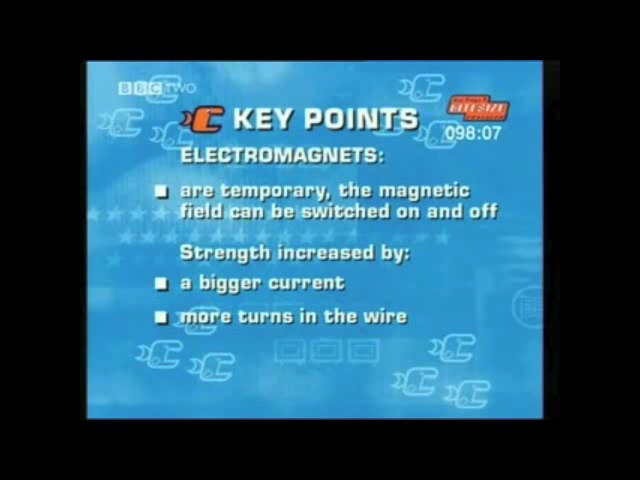 BBC TWO
KEY POINTS
BITESIZE
098:07
ELECTROMAGNETS:
are temporary, the magnetic
field can be switched on and off
Strength increased by:
a bigger current
more turns in the wire